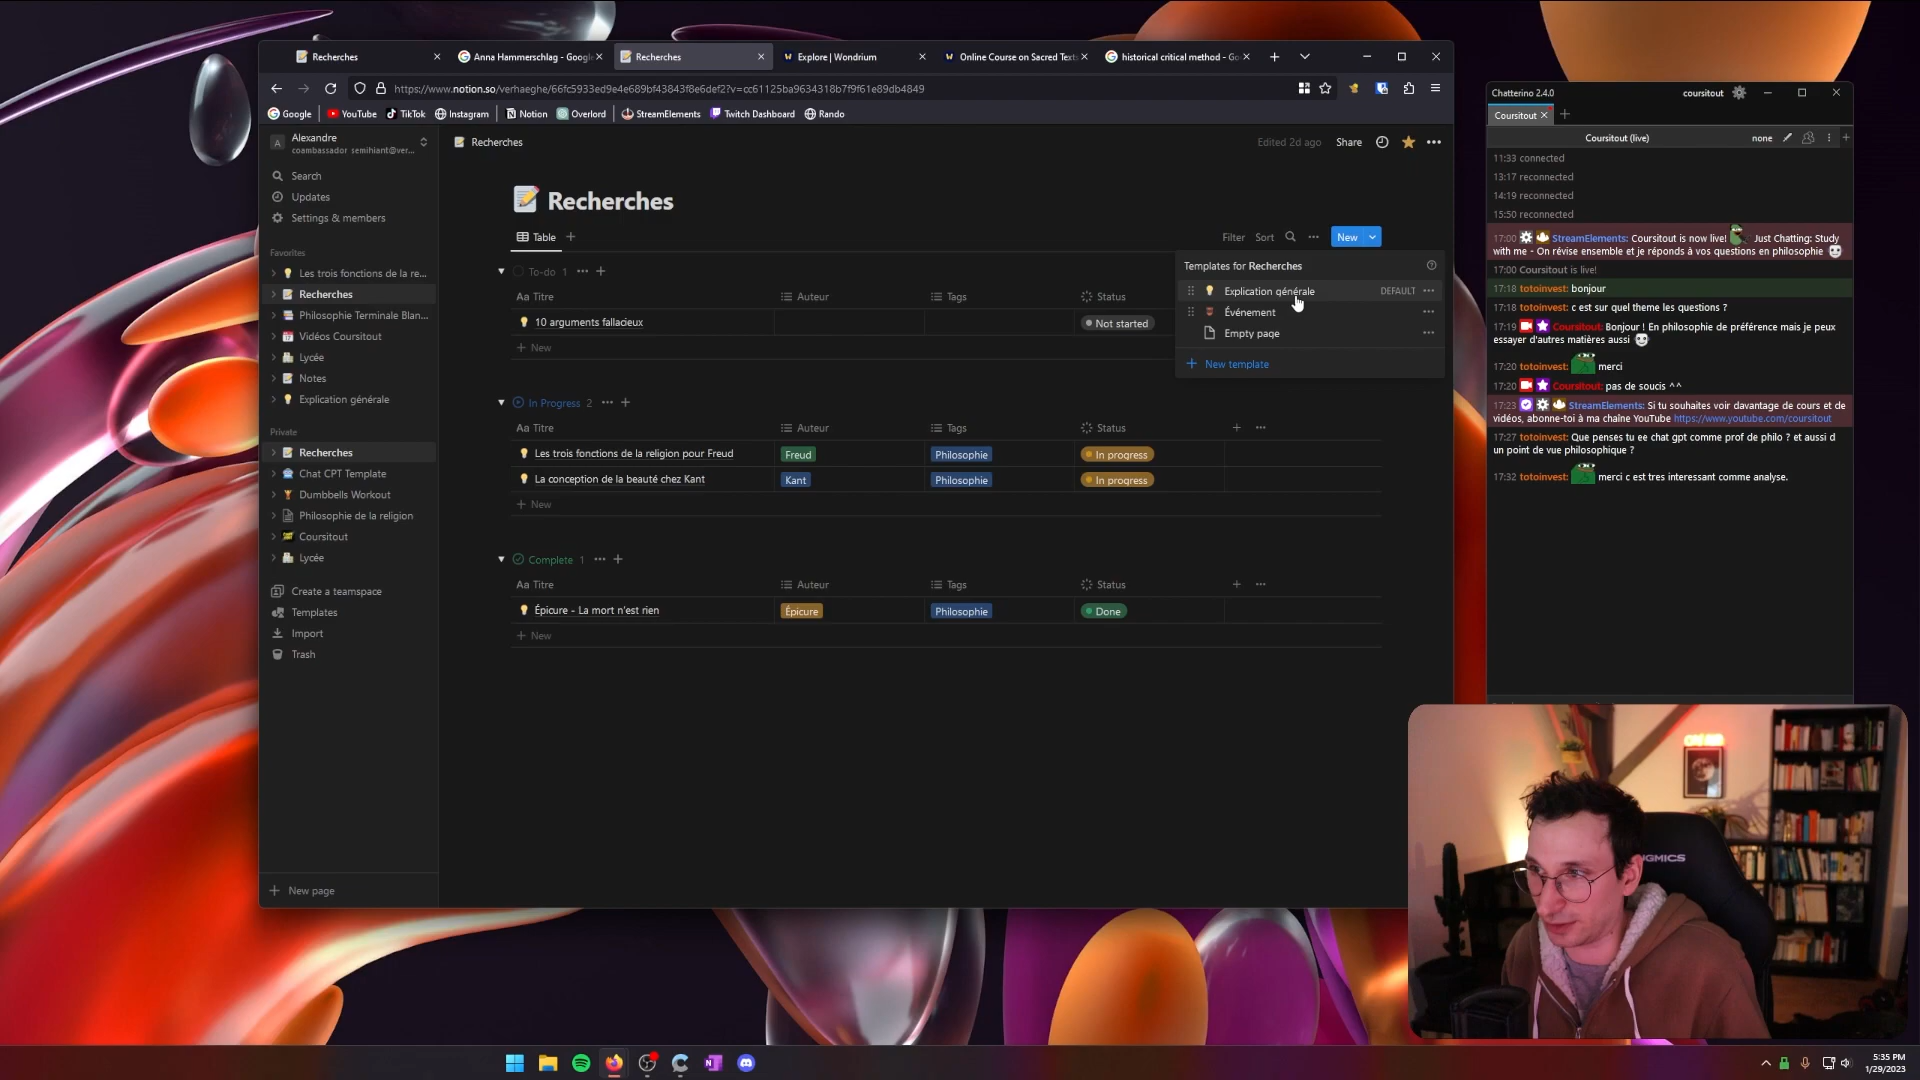 Recherches
Anna Hammerschlag - Google
Recherches
Explore | Wondrium
Online Course on Sacred Texts
historical critical method - Go
https://www.notion.so/verhaeghe/66fc5933ed9e4e689bf43843f8e6def2?v=cc61125ba9634318b7f9f61e89db4849
Google
YouTube
TikTok
Instagram
Notion
Overlord
StreamElements
Twitch Dashboard
Rando
A
Alexandre
coambassador_semihiant@ver...
Search
Updates
Settings & members
Favorites
Les trois fonctions de la re...
Recherches
Philosophie Terminale Blan...
Vidéos Coursitout
Lycée
Notes
Explication générale
Private
Recherches
Chat CPT Template
Dumbbells Workout
Philosophie de la religion
Coursitout
Lycée
Create a teamspace
Templates
Import
Trash
New page
Recherches
Edited 2d ago
Share
Recherches
Table
Filter
Sort
New
To-do 1
Aa Titre
Auteur
Tags
Status
10 arguments fallacieux
Not started
New
Templates for Recherches
Explication générale
DEFAULT
Événement
Empty page
New template
In Progress 2
Aa Titre
Auteur
Tags
Status
Les trois fonctions de la religion pour Freud
Freud
Philosophie
In progress
La conception de la beauté chez Kant
Kant
Philosophie
In progress
New
Complete 1
Aa Titre
Auteur
Tags
Status
Épicure - La mort n'est rien
Épicure
Philosophie
Done
New
Chatterino 2.4.0
coursitout
Coursitout
Coursitout (live)
none
11:33 connected
13:17 reconnected
14:19 reconnected
15:50 reconnected
17:00 StreamElements: Coursitout is now live! Just Chatting: Study
with me - On révise ensemble et je réponds à vos questions en philosophie
17:00 Coursitout is live!
17:18 totoinvest: bonjour
17:18 totoinvest: c est sur quel theme les questions ?
17:19 Coursitout: Bonjour ! En philosophie de préférence mais je peux
essayer d'autres matières aussi
17:20 totoinvest: merci
17:20 Coursitout: pas de soucis ^^
17:23 StreamElements: Si tu souhaites voir davantage de cours et de
vidéos, abonne-toi à ma chaîne YouTube https://www.youtube.com/coursitout
17:27 totoinvest: Que penses tu ee chat gpt comme prof de philo ? et aussi d
un point de vue philosophique ?
17:32 totoinvest: merci c est tres interessant comme analyse.
ON AIR
5:35 PM
1/29/2023